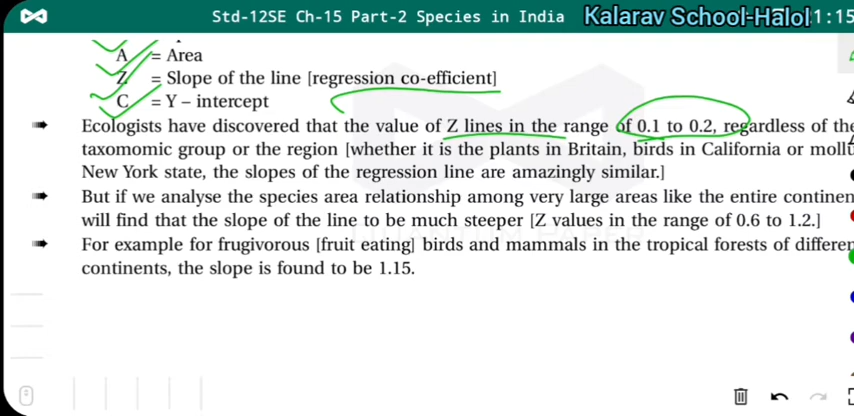 Std-12SE Ch-15 Part-2 Species in India Kalarav School-Halol 1:15
A = Area
Z = Slope of the line [regression co-efficient]
C = Y – intercept
Ecologists have discovered that the value of Z lines in the range of 0.1 to 0.2, regardless of the
taxomomic group or the region [whether it is the plants in Britain, birds in California or mollu
New York state, the slopes of the regression line are amazingly similar.]
But if we analyse the species area relationship among very large areas like the entire continen
will find that the slope of the line to be much steeper [Z values in the range of 0.6 to 1.2.]
For example for frugivorous [fruit eating] birds and mammals in the tropical forests of differen
continents, the slope is found to be 1.15.